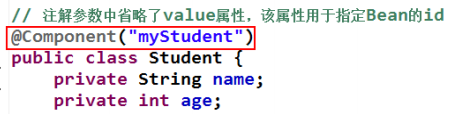 // 注解参数中省略了value属性，该属性用于指定Bean的id
@Component("myStudent")
public class Student {
private String name;
private int age;